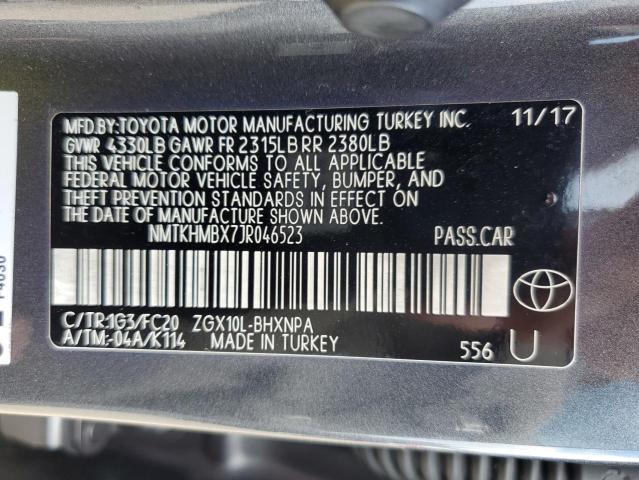 MFD.BY:TOYOTA MOTOR MANUFACTURING TURKEY INC. 11/17
GVWR 4330LB GAWR FR 2315LB RR 2380LB
THIS VEHICLE CONFORMS TO ALL APPLICABLE
FEDERAL MOTOR VEHICLE SAFETY, BUMPER, AND
THEFT PREVENTION STANDARDS IN EFFECT ON
THE DATE OF MANUFACTURE SHOWN ABOVE.
NMTKHMBX7JR046523 PASS.CAR
C/TR:1G3/FC20 ZGX10L-BHXNPA
A/TM:-04A/K114 MADE IN TURKEY
556 U